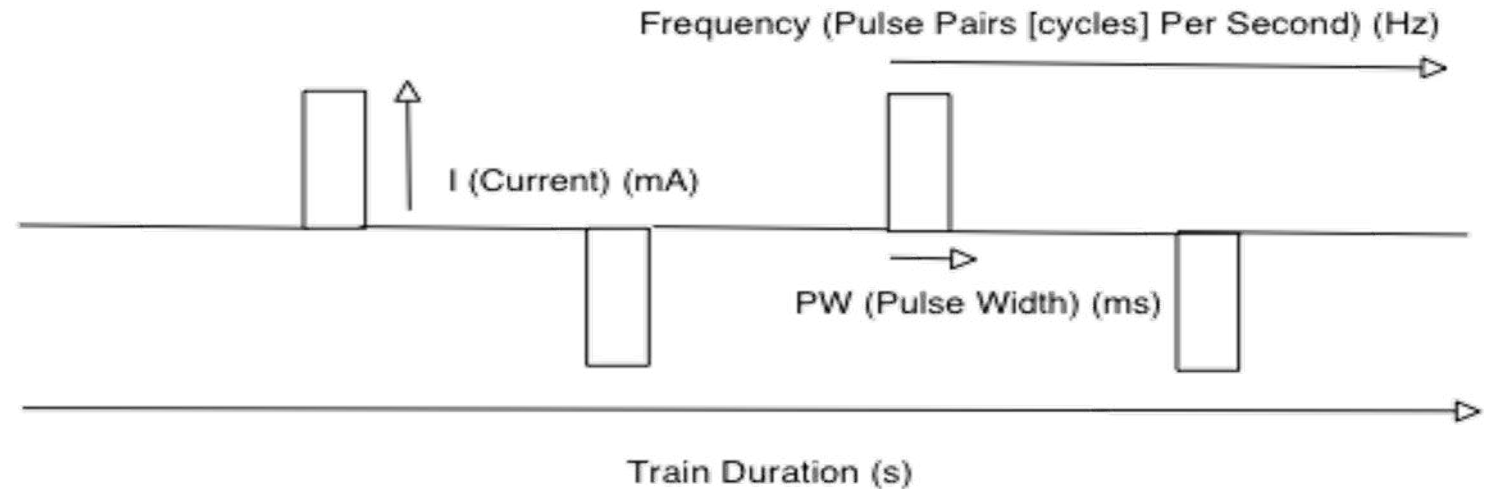 Frequency (Pulse Pairs [cycles] Per Second) (Hz)
I (Current) (mA)
PW (Pulse Width) (ms)
Train Duration (s)